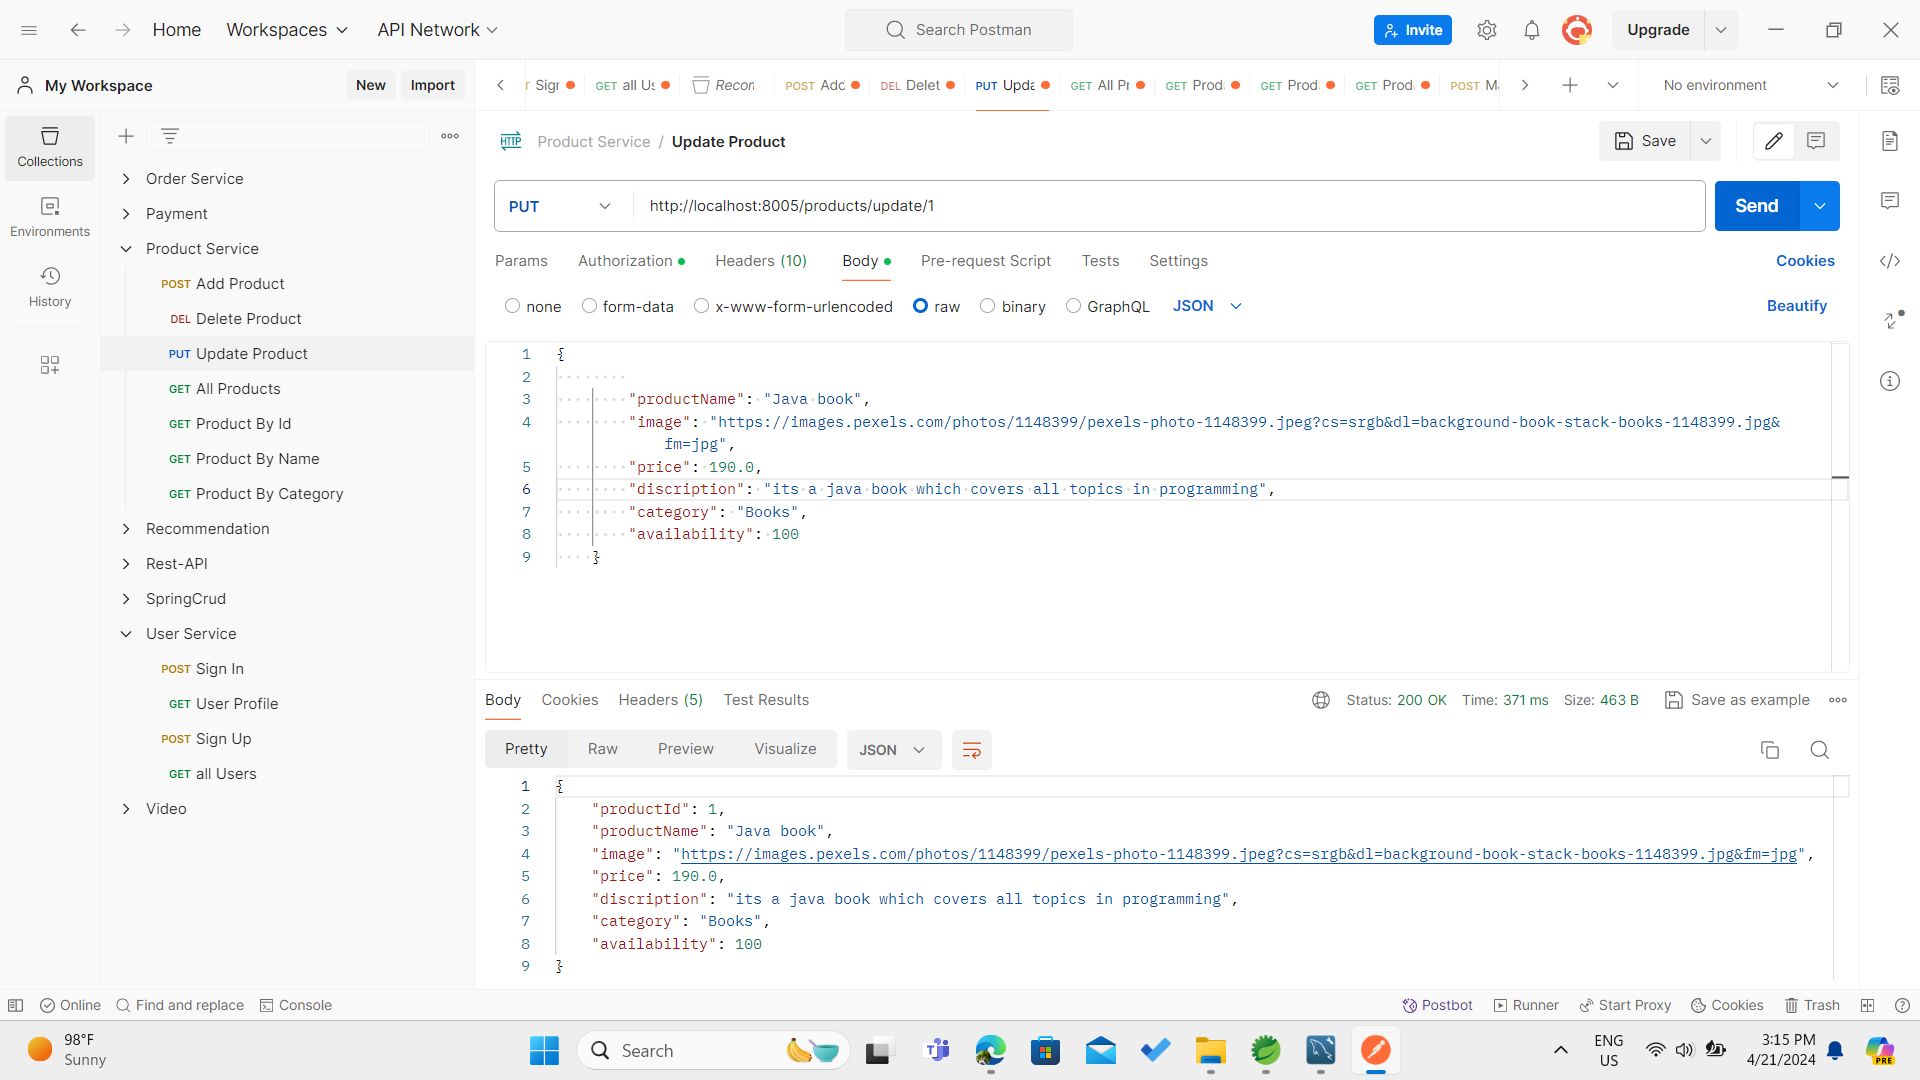 Home Workspaces API Network Search Postman Invite Upgrade
My Workspace New Import
Sign GET all Us Recon POST Add DEL Delet PUT Upda GET All Pr GET Prod GET Prod GET Prod POST Ma No environment
Collections
Environments
History
Order Service
Payment
Product Service
POST Add Product
DEL Delete Product
PUT Update Product
GET All Products
GET Product By Id
GET Product By Name
GET Product By Category
Recommendation
Rest-API
SpringCrud
User Service
POST Sign In
GET User Profile
POST Sign Up
GET all Users
Video
HTTP Product Service / Update Product Save
PUT http://localhost:8005/products/update/1 Send
Params Authorization Headers (10) Body Pre-request Script Tests Settings Cookies
none form-data x-www-form-urlencoded raw binary GraphQL JSON Beautify
1 {
2
3 "productName": "Java book",
4 "image": "https://images.pexels.com/photos/1148399/pexels-photo-1148399.jpeg?cs=srgb&dl=background-book-stack-books-1148399.jpg&
fm=jpg",
5 "price": 190.0,
6 "discription": "its a java book which covers all topics in programming",
7 "category": "Books",
8 "availability": 100
9 }
Body Cookies Headers (5) Test Results Status: 200 OK Time: 371 ms Size: 463 B Save as example
Pretty Raw Preview Visualize JSON
1 {
2 "productId": 1,
3 "productName": "Java book",
4 "image": "https://images.pexels.com/photos/1148399/pexels-photo-1148399.jpeg?cs=srgb&dl=background-book-stack-books-1148399.jpg&fm=jpg",
5 "price": 190.0,
6 "discription": "its a java book which covers all topics in programming",
7 "category": "Books",
8 "availability": 100
9 }
Online Find and replace Console Postbot Runner Start Proxy Cookies Trash
98°F
Sunny
Search
ENG
US
3:15 PM
4/21/2024
PRE